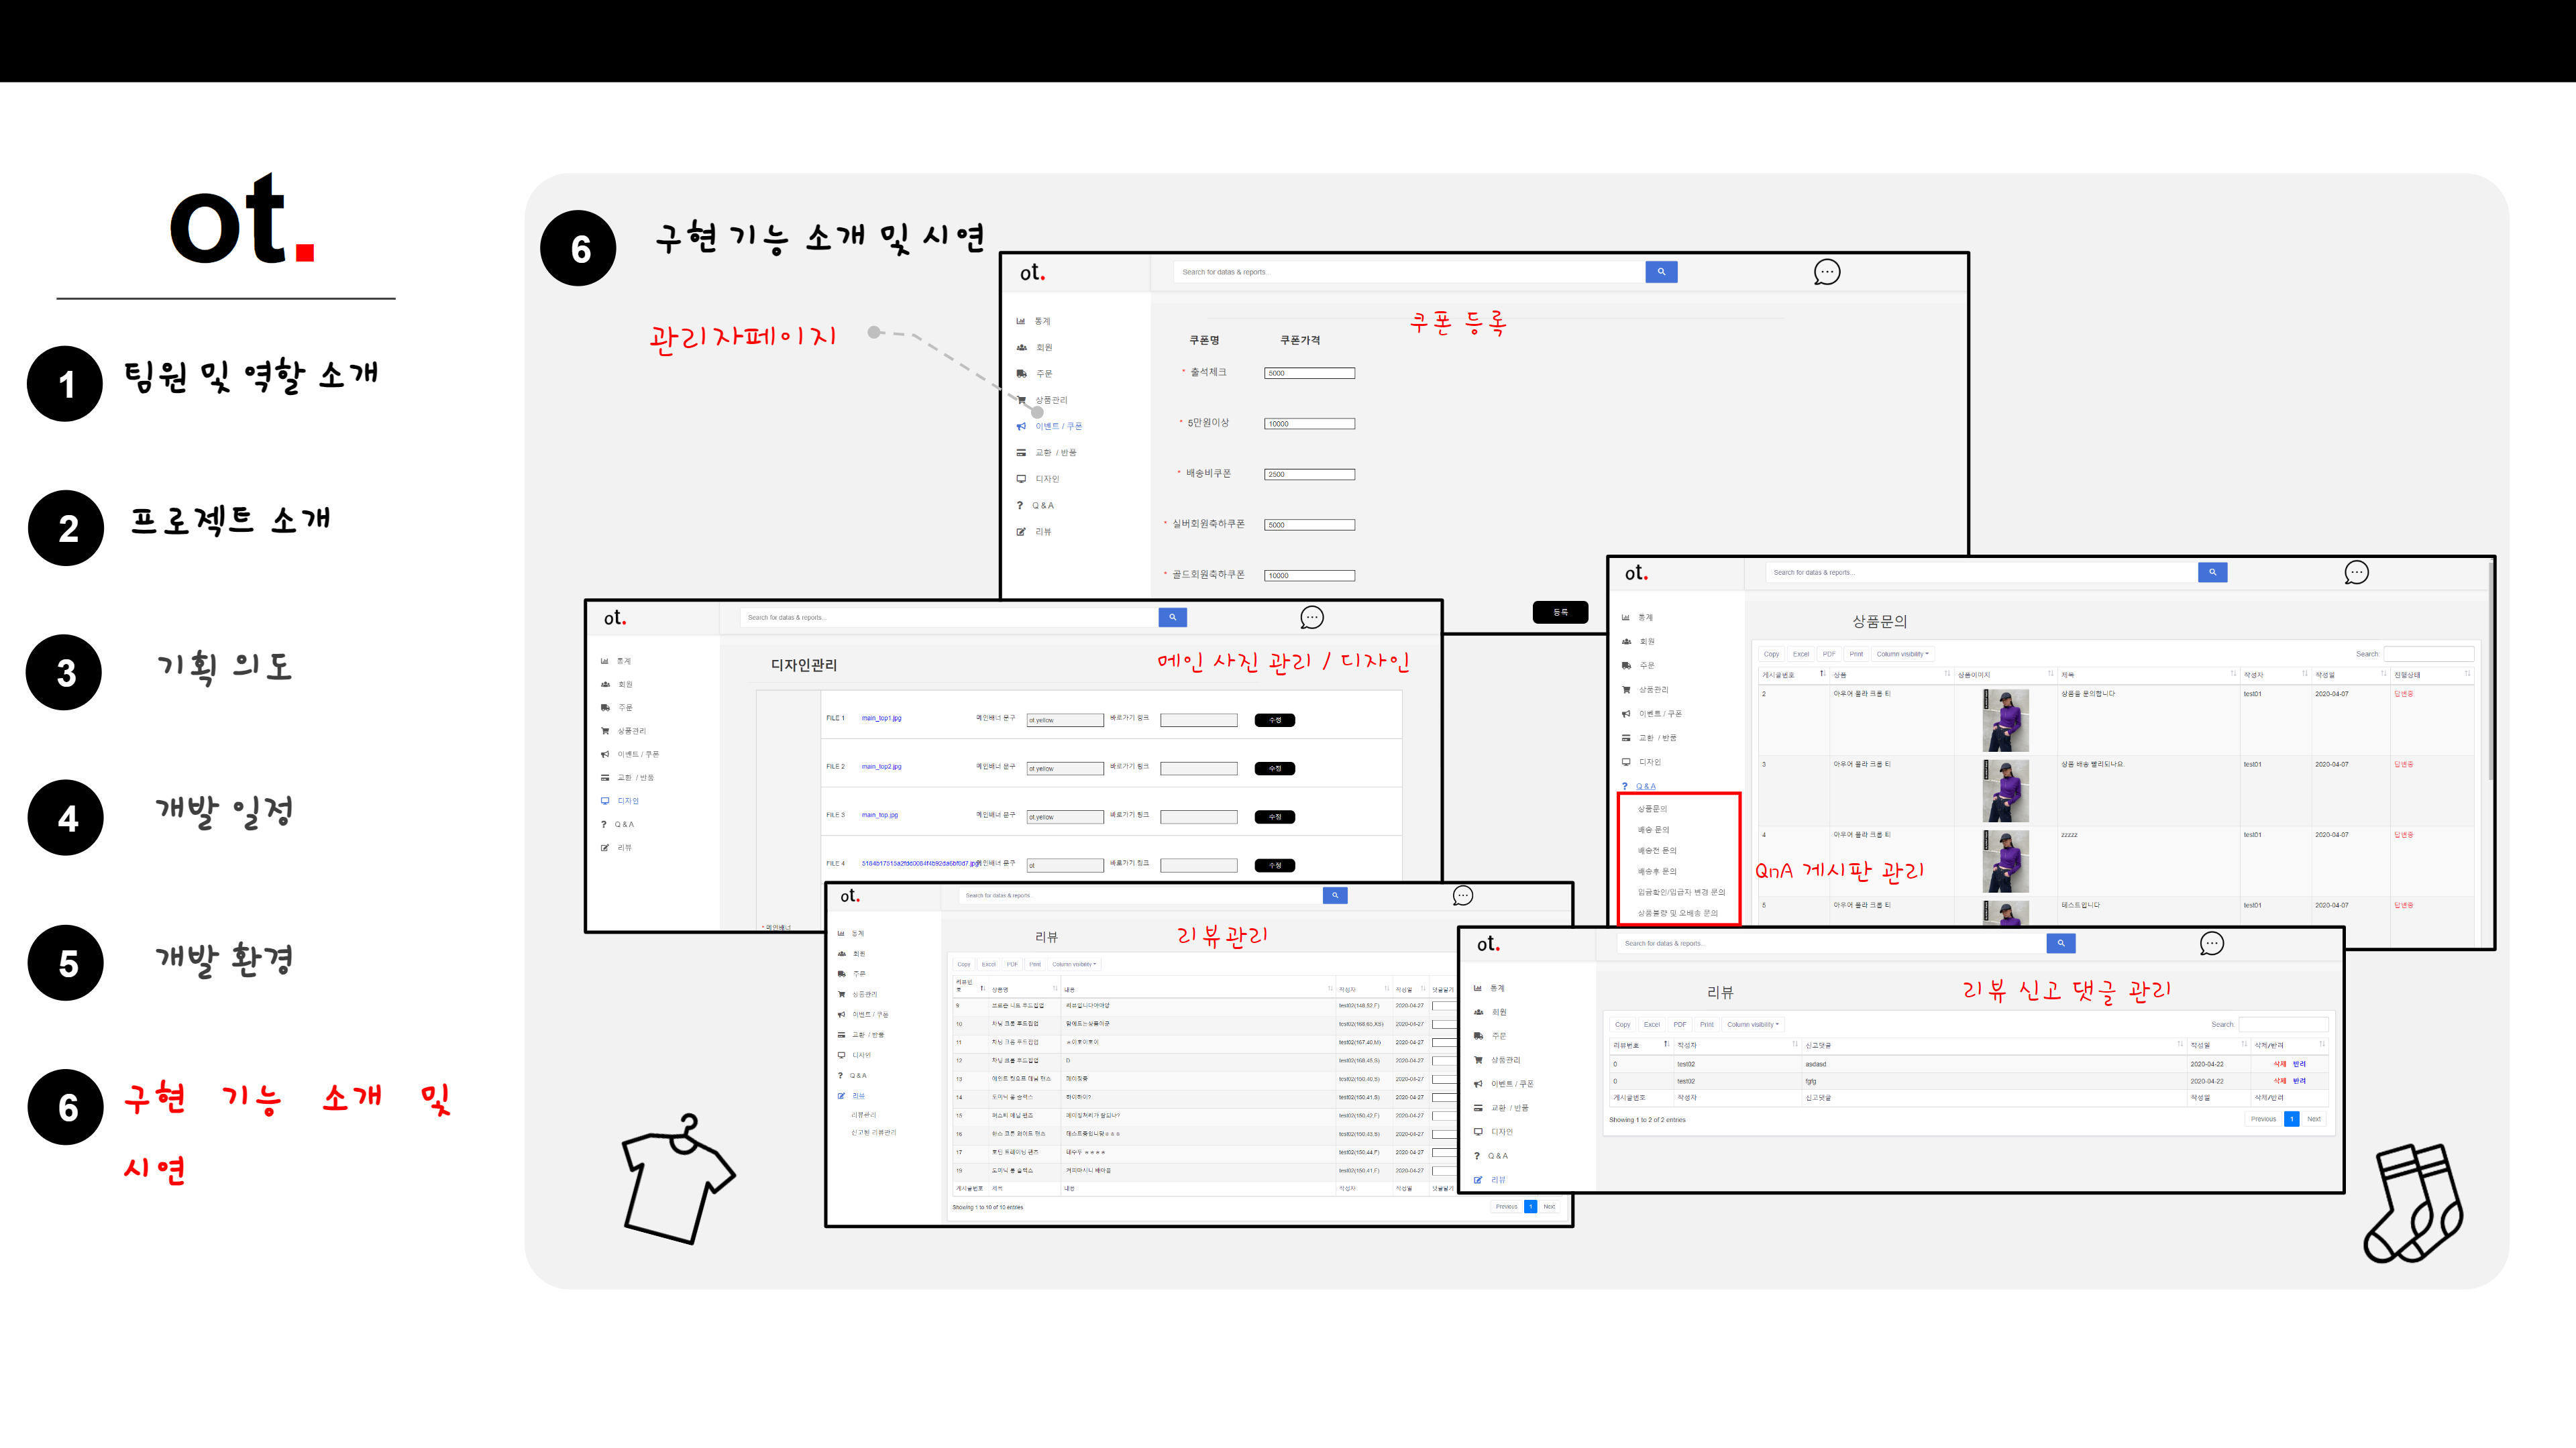 ot.
1 팀원 및 역할 소개
2 프로젝트 소개
3 기획 의도
4 개발 일정
5 개발 환경
6 구현 기능 소개 및
시연
6 구현 기능 소개 및 시연
관리자페이지
ot.
Search for datas & reports...
통계
회원
주문
상품관리
이벤트 / 쿠폰
교환 / 반품
디자인
Q & A
리뷰
쿠폰 등록
쿠폰명 쿠폰가격
* 출석체크 5000
* 5만원이상 10000
* 배송비쿠폰 2500
* 실버회원축하쿠폰 5000
* 골드회원축하쿠폰 10000
등록
ot.
Search for datas & reports...
통계
회원
주문
상품관리
이벤트 / 쿠폰
교환 / 반품
디자인
Q & A
리뷰
디자인관리
메인 사진 관리 / 디자인
FILE 1 main_top1.jpg 메인배너 문구 ot.yellow 바로가기 링크 수정
FILE 2 main_top2.jpg 메인배너 문구 ot.yellow 바로가기 링크 수정
FILE 3 main_top.jpg 메인배너 문구 ot.yellow 바로가기 링크 수정
FILE 4 메인배너 문구 ot 바로가기 링크 수정
* 메인배너
ot.
Search for datas & reports...
통계
회원
주문
상품관리
이벤트 / 쿠폰
교환 / 반품
디자인
Q & A
상품문의
배송 문의
배송전 문의
배송후 문의
입금확인/입금자 변경 문의
상품불량 및 오배송 문의
QnA 게시판 관리
상품문의
Copy Excel PDF Print Column visibility Search:
게시글번호 상품 상품이미지 제목 작성자 작성일 진행상태
2 아우어 폴라 크롭 티 상품을 문의합니다 test01 2020-04-07 답변중
3 아우어 폴라 크롭 티 상품 배송 빨리되나요. test01 2020-04-07 답변중
4 아우어 폴라 크롭 티 zzzzz test01 2020-04-07 답변중
5 아우어 폴라 크롭 티 테스트입니다 test01 2020-04-07 답변중
ot.
Search for datas & reports...
통계
회원
주문
상품관리
이벤트 / 쿠폰
교환 / 반품
디자인
Q & A
리뷰
리뷰관리
신고된 리뷰관리
리뷰
리뷰관리
Copy Excel PDF Print Column visibility
리뷰번호 상품명 내용 작성자 작성일 댓글달기
9 2020-04-27
10 2020-04-27
11 2020-04-27
12 D 2020-04-27
13 2020-04-27
14 하이하이? 2020-04-27
15 2020-04-27
16 2020-04-27
17 2020-04-27
19 2020-04-27
게시글번호 제목 내용 작성자 작성일 댓글달기
Showing 1 to 10 of 10 entries
Previous 1 Next
ot.
Search for datas & reports...
통계
회원
주문
상품관리
이벤트 / 쿠폰
교환 / 반품
디자인
Q & A
리뷰
리뷰
리뷰 신고 댓글 관리
Copy Excel PDF Print Column visibility Search:
리뷰번호 작성자 신고댓글 작성일 삭제/반려
0 test02 asdasd 2020-04-22 삭제 반려
0 test02 fgfg 2020-04-22 삭제 반려
게시글번호 작성자 신고댓글 작성일 삭제/반려
Showing 1 to 2 of 2 entries
Previous 1 Next